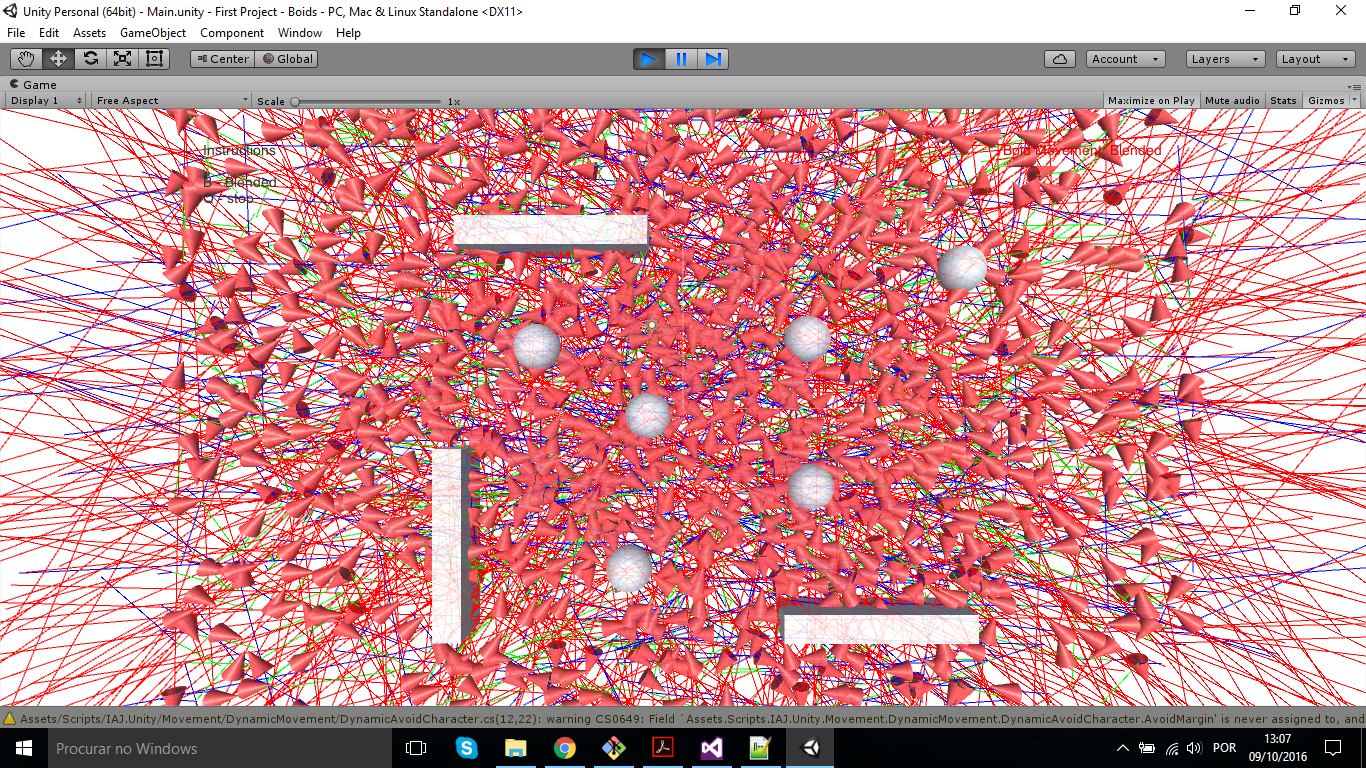 Unity Personal (64bit) - Main.unity - First Project - Boids - PC, Mac & Linux Standalone <DX11>
File Edit Assets GameObject Component Window Help
Center Global Account Layers Layout
Game
Display 1 Free Aspect Scale 1x Maximize on Play Mute audio Stats Gizmos
Instructions
Boid Movement: Blended
B - Blended
Q - stop
Assets/Scripts/IAJ.Unity/Movement/DynamicMovement/DynamicAvoidCharacter.cs(12,22): warning CS0649: Field `Assets.Scripts.IAJ.Unity.Movement.DynamicMovement.DynamicAvoidCharacter.AvoidMargin' is never assigned to, and
Procurar no Windows
POR
13:07
09/10/2016